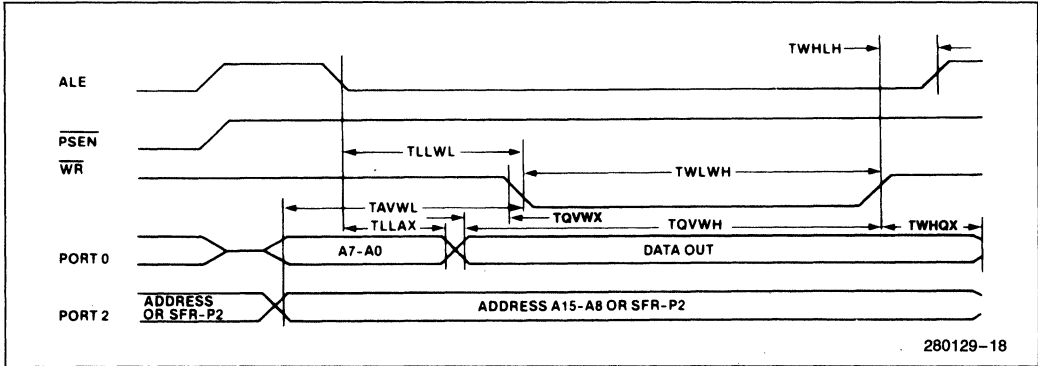 TWHLH
ALE
PSEN
TLLWL
WR
TWLWH
TAVWL
TQVWX
TLLAX
TQVWH
TWHQX
PORT 0
A7-A0
DATA OUT
PORT 2
ADDRESS
OR SFR-P2
ADDRESS A15-A8 OR SFR-P2
280129-18